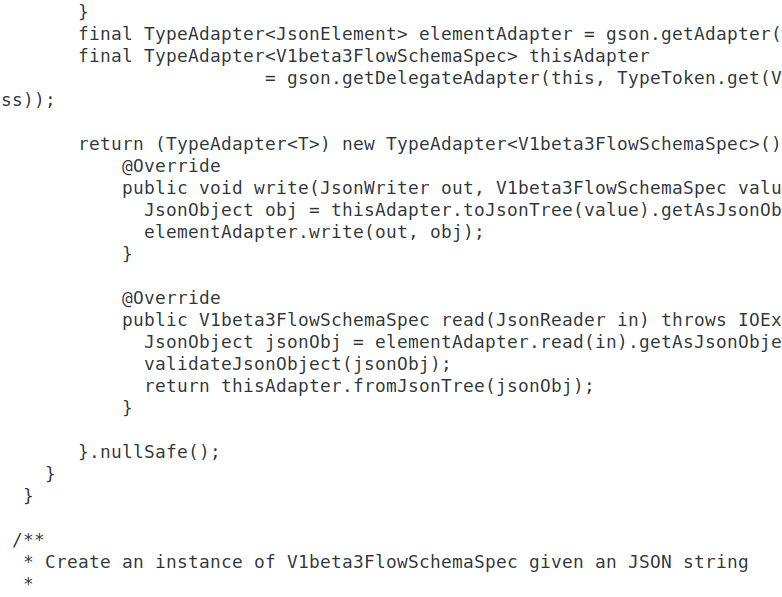 }
final TypeAdapter<JsonElement> elementAdapter = gson.getAdapter(
final TypeAdapter<V1beta3FlowSchemaSpec> thisAdapter
= gson.getDelegateAdapter(this, TypeToken.get(V
ss));
return (TypeAdapter<T>) new TypeAdapter<V1beta3FlowSchemaSpec>()
@Override
public void write(JsonWriter out, V1beta3FlowSchemaSpec valu
JsonObject obj = thisAdapter.toJsonTree(value).getAsJsonOb
elementAdapter.write(out, obj);
}
@Override
public V1beta3FlowSchemaSpec read(JsonReader in) throws IOEx
JsonObject jsonObj = elementAdapter.read(in).getAsJsonObje
validateJsonObject(jsonObj);
return thisAdapter.fromJsonTree(jsonObj);
}
}.nullSafe();
}
}
/**
* Create an instance of V1beta3FlowSchemaSpec given an JSON string
*